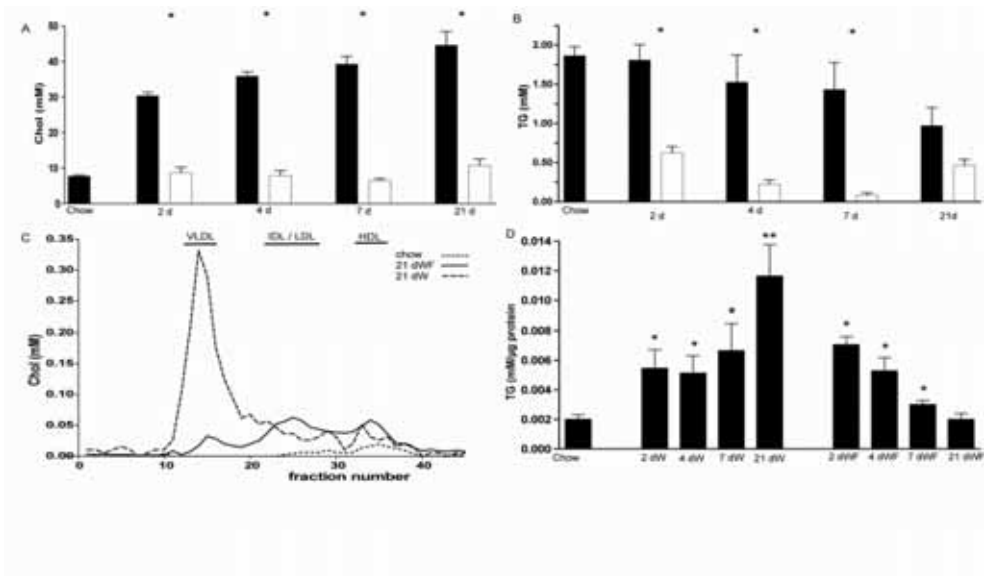 A
* * * *
Chol (mM)
50
40
30
20
10
0
Chow 2 d 4 d 7 d 21 d
B
* * *
TG (mM)
2.00
1.50
1.00
0.50
0.00
Chow 2 d 4 d 7 d 21d
C
VLDL IDL / LDL HDL
chow
21 dWF
21 dW
Chol (mM)
0.35
0.30
0.25
0.20
0.15
0.10
0.05
0.00
0 10 20 30 40
fraction number
D
TG (mM/µg protein
0.014
0.012
0.010
0.008
0.006
0.004
0.002
0.000
* * * ** * * *
Chow 2 dW 4 dW 7 dW 21 dW 2 dWF 4 dWF 7 dWF 21 dWF